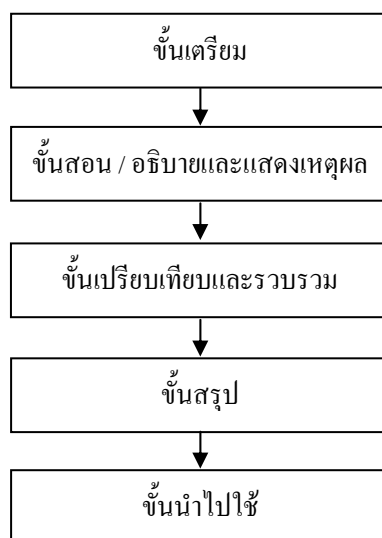 ขั้นเตรียม
ขั้นสอน / อธิบายและแสดงเหตุผล
ขั้นเปรียบเทียบและรวบรวม
ขั้นสรุป
ขั้นนำไปใช้